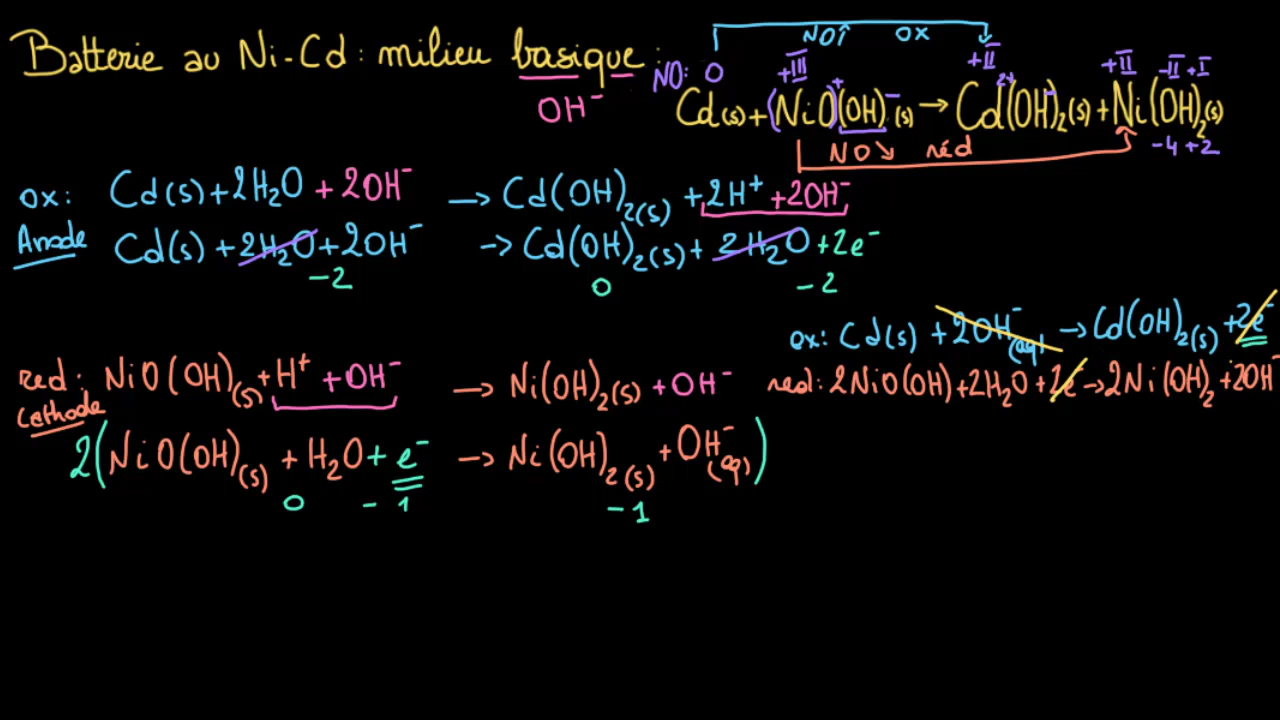 Batterie au Ni-Cd : milieu basique :
OH⁻
NO↑ OX
NO: 0 +III +II +II -II +I
Cd(s) + (NiO)⁺(OH)⁻(s) → Cd²⁺(OH⁻)₂(s) + Ni(OH)₂(s)
NO↘ réd
-4 +2
ox: Cd(s) + 2H₂O + 2OH⁻ → Cd(OH)₂(s) + 2H⁺ + 2OH⁻
Anode Cd(s) + 2H₂O + 2OH⁻ → Cd(OH)₂(s) + 2H₂O + 2e⁻
-2 0 -2
ox: Cd(s) + 2OH⁻(aq) → Cd(OH)₂(s) + 2e⁻
red: 2NiO(OH) + 2H₂O + 2e⁻ → 2Ni(OH)₂ + 2OH⁻
red: NiO(OH)(s) + H⁺ + OH⁻ → Ni(OH)₂(s) + OH⁻
Cathode
2(NiO(OH)(s) + H₂O + e⁻ → Ni(OH)₂(s) + OH⁻(aq))
0 -1 -1